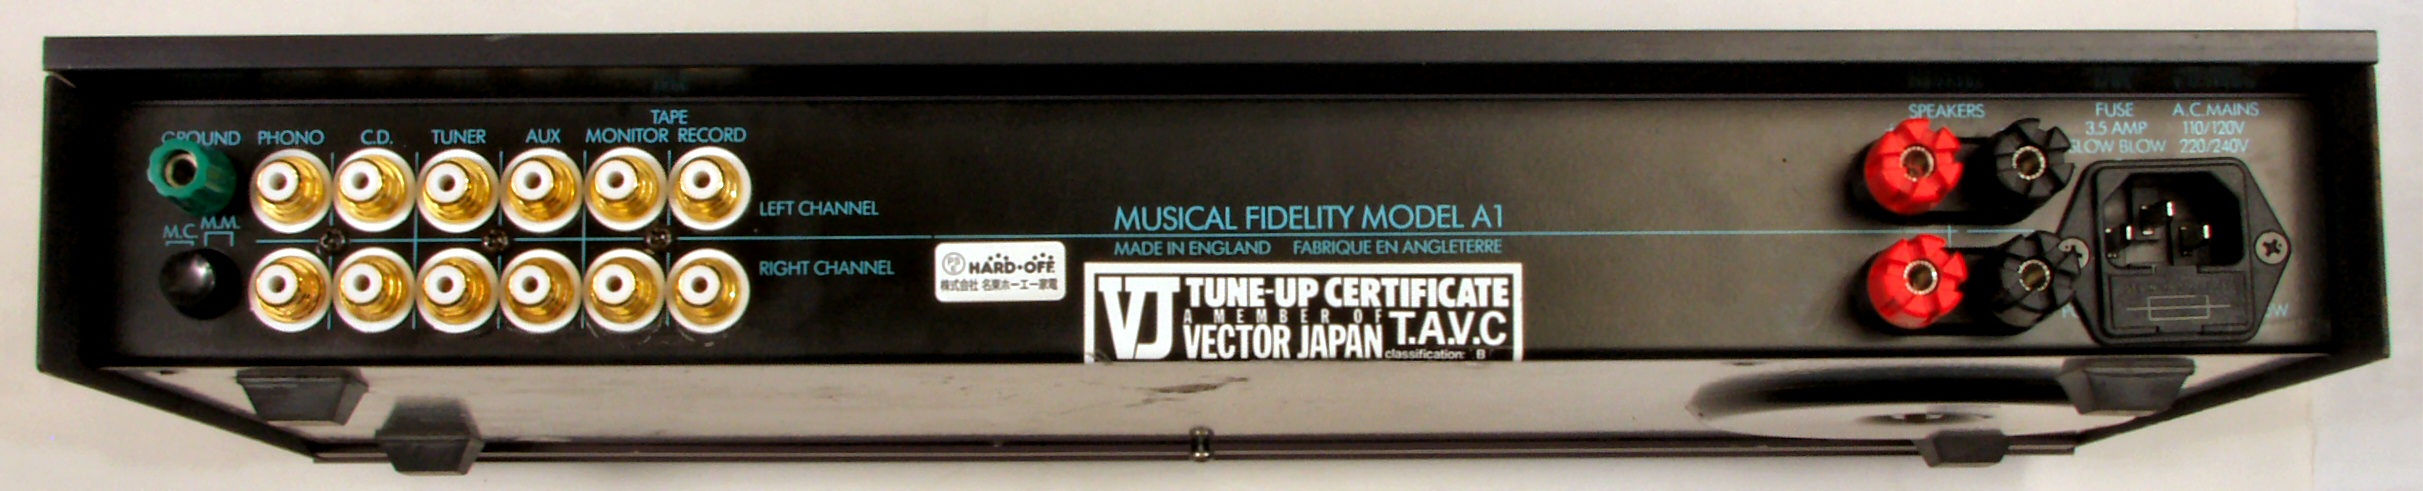 TAPE
GROUND PHONO C.D. TUNER AUX MONITOR RECORD
LEFT CHANNEL
M.C. M.M.
RIGHT CHANNEL
MUSICAL FIDELITY MODEL A1
MADE IN ENGLAND FABRIQUE EN ANGLETERRE
HARD・OFF
株式会社 名東ホーエー家電
VJ TUNE-UP CERTIFICATE
A MEMBER OF
VECTOR JAPAN T.A.V.C
classification: B
SPEAKERS
FUSE
3.5 AMP
SLOW BLOW
A.C. MAINS
110/120V
220/240V